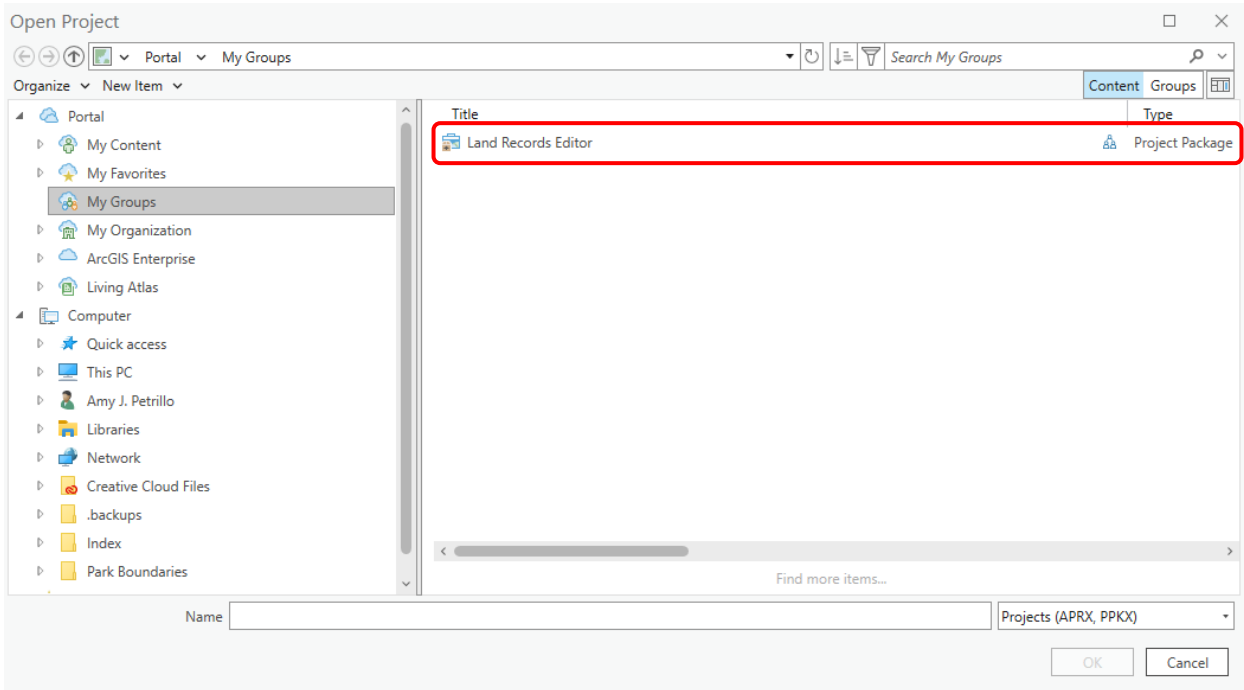 Open Project
Portal My Groups
Search My Groups
Organize New Item
Content Groups
Portal
My Content
My Favorites
My Groups
My Organization
ArcGIS Enterprise
Living Atlas
Computer
Quick access
This PC
Amy J. Petrillo
Libraries
Network
Creative Cloud Files
.backups
Index
Park Boundaries
Title Type
Land Records Editor Project Package
Find more items...
Name
Projects (APRX, PPKX)
OK Cancel